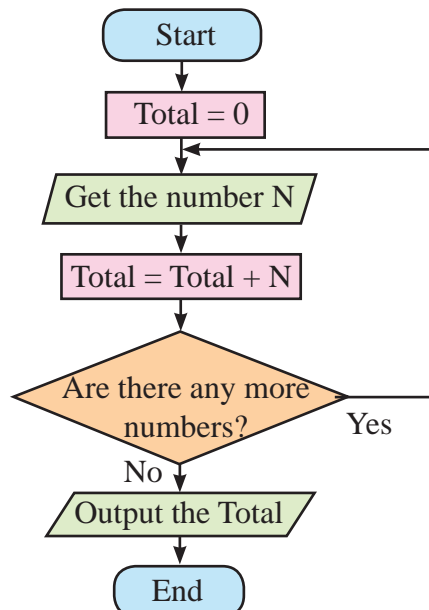 Start
Total = 0
Get the number N
Total = Total + N
Are there any more
numbers?
Yes
No
Output the Total
End